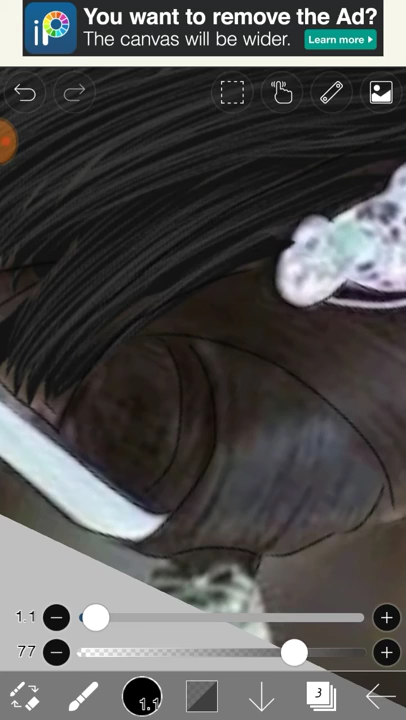 You want to remove the Ad?
The canvas will be wider.
Learn more ▸
iP
1.1
77
1.1
3